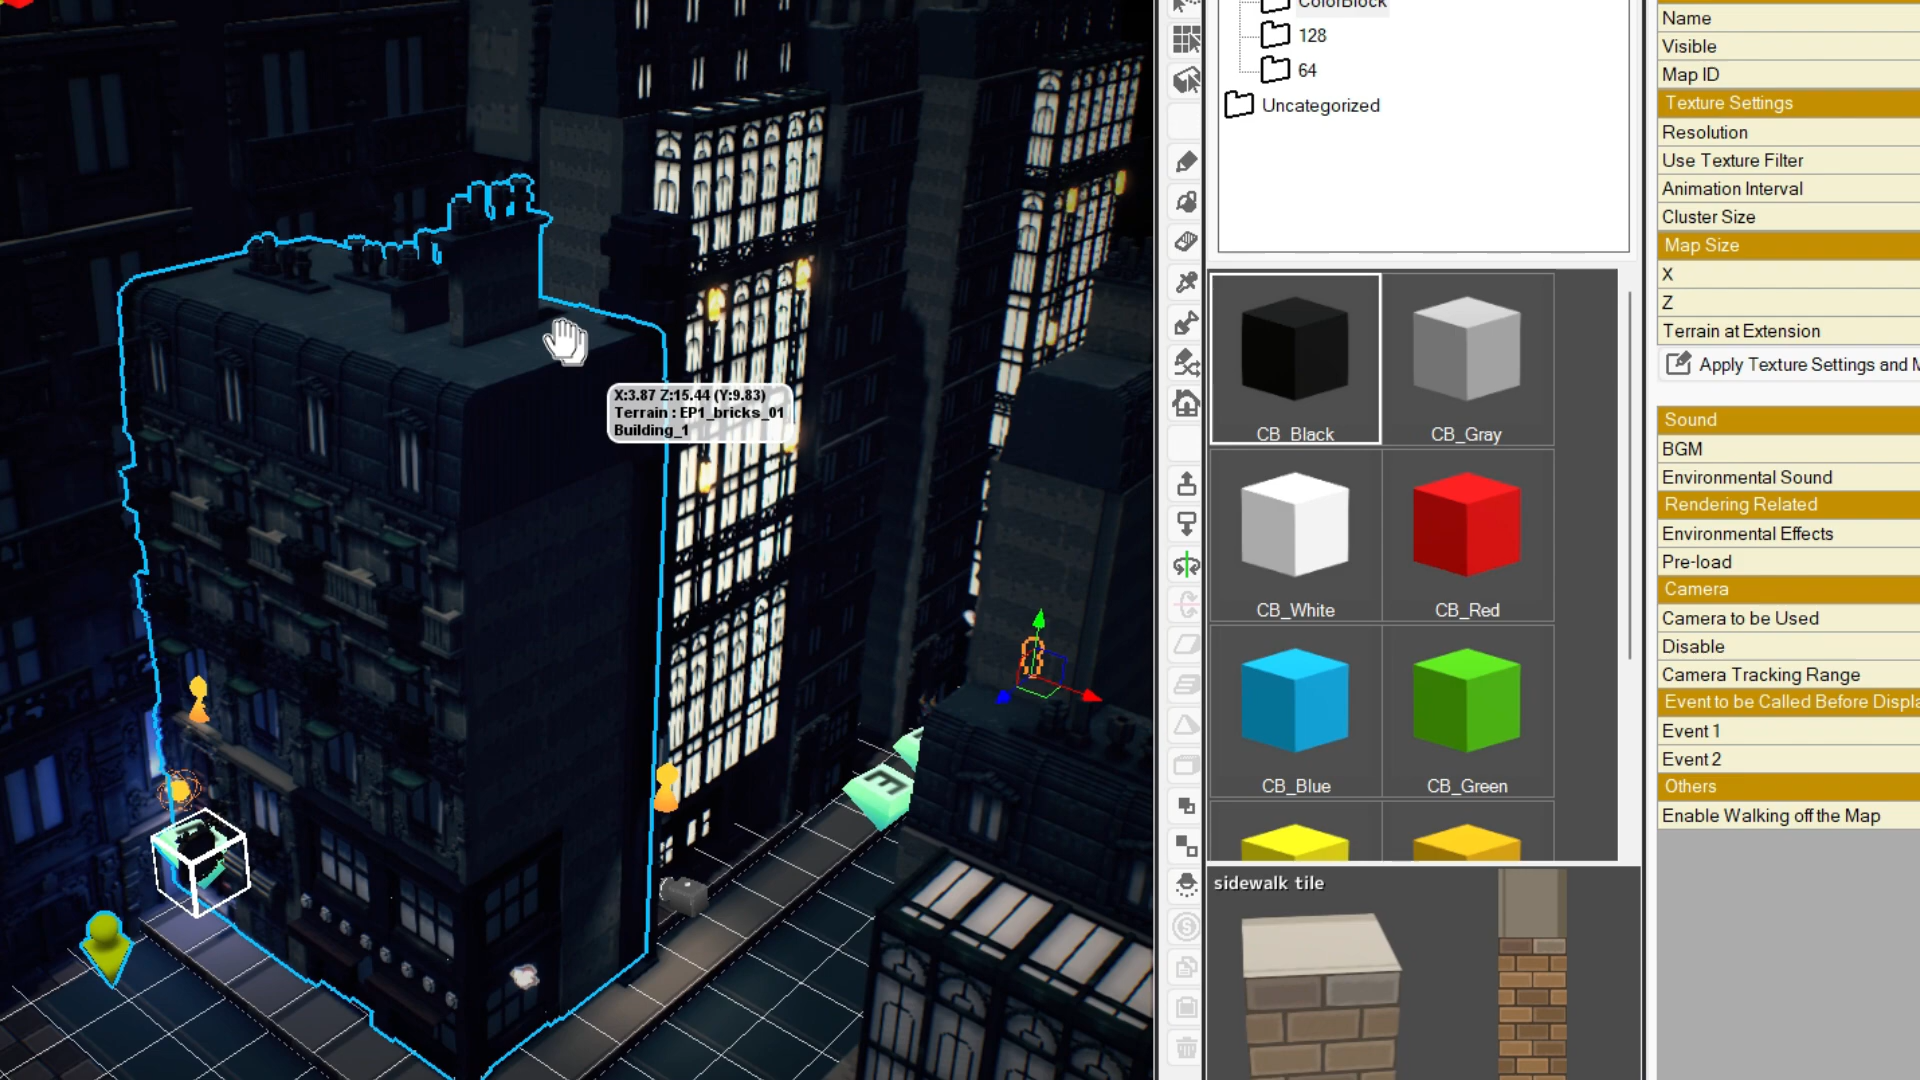 ColorBlock
128
64
Uncategorized
X:3.87 Z:15.44 (Y:9.83)
Terrain : EP1_bricks_01
Building_1
E
CB_Black
CB_Gray
CB_White
CB_Red
CB_Blue
CB_Green
sidewalk tile
Name
Visible
Map ID
Texture Settings
Resolution
Use Texture Filter
Animation Interval
Cluster Size
Map Size
X
Z
Terrain at Extension
Apply Texture Settings and M
Sound
BGM
Environmental Sound
Rendering Related
Environmental Effects
Pre-load
Camera
Camera to be Used
Disable
Camera Tracking Range
Event to be Called Before Displa
Event 1
Event 2
Others
Enable Walking off the Map